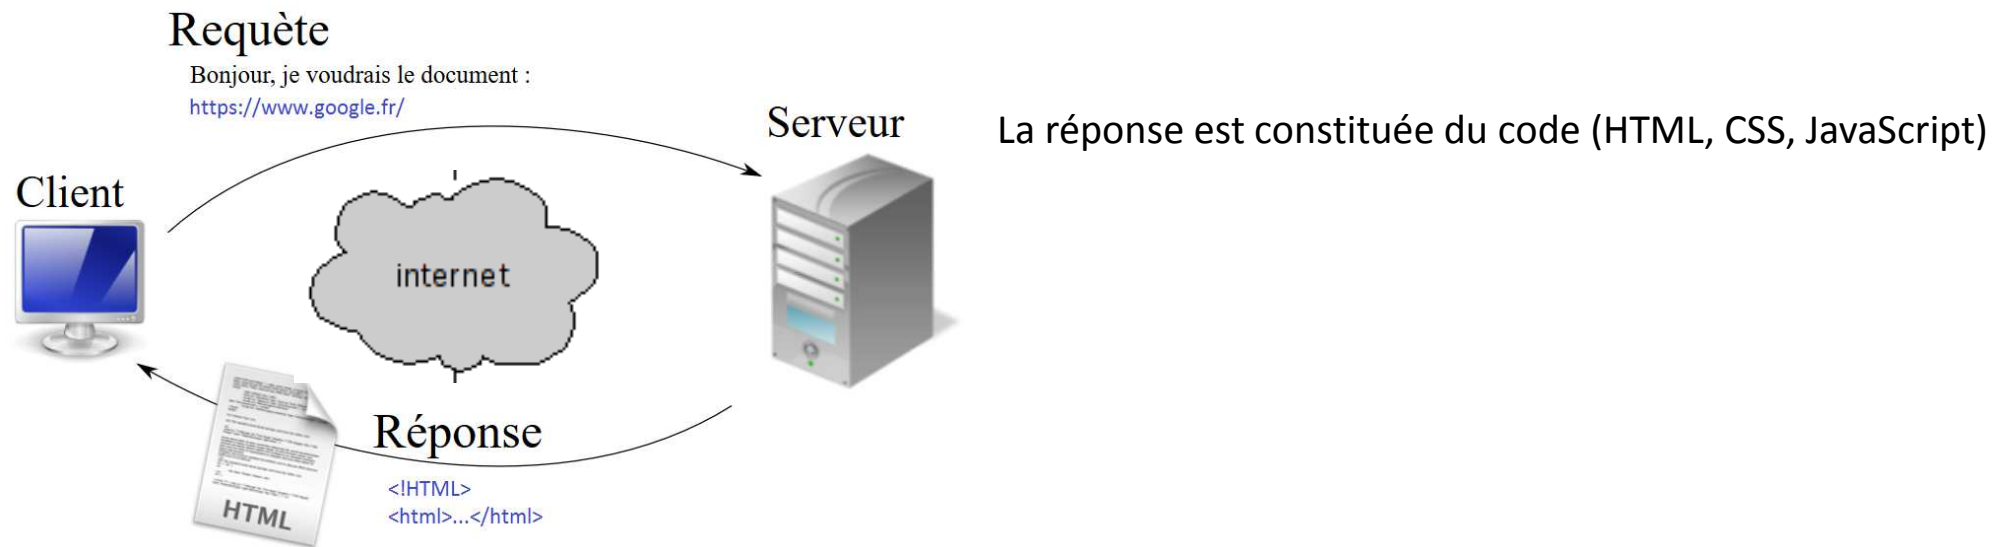 Requète
Bonjour, je voudrais le document :
https://www.google.fr/
Serveur
La réponse est constituée du code (HTML, CSS, JavaScript)
Client
internet
Réponse
<!HTML>
<html>...</html>
HTML